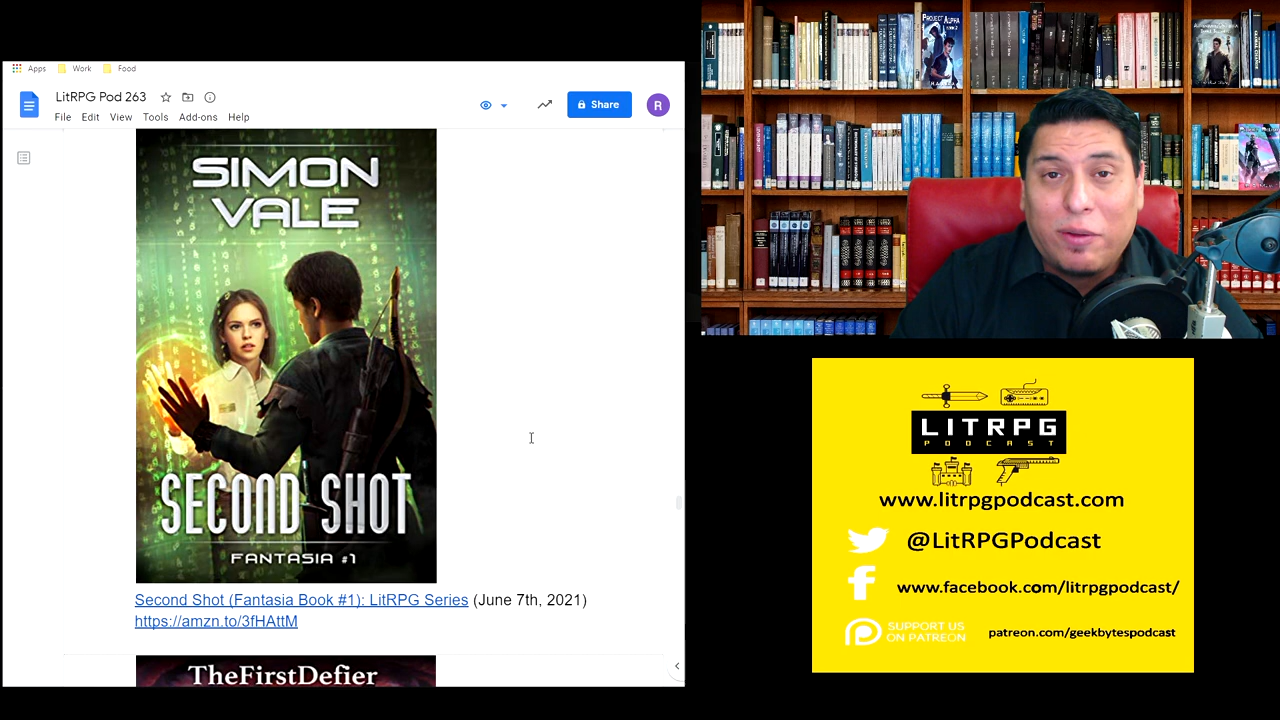 Apps Work Food
LitRPG Pod 263
File Edit View Tools Add-ons Help
Share
R
SIMON
VALE
SECOND SHOT
FANTASIA #1
Second Shot (Fantasia Book #1): LitRPG Series (June 7th, 2021)
https://amzn.to/3fHAttM
TheFirstDefier
PROJECT ALPHA
LITRPG
PODCAST
www.litrpgpodcast.com
@LitRPGPodcast
www.facebook.com/litrpgpodcast/
SUPPORT US
ON PATREON
patreon.com/geekbytespodcast